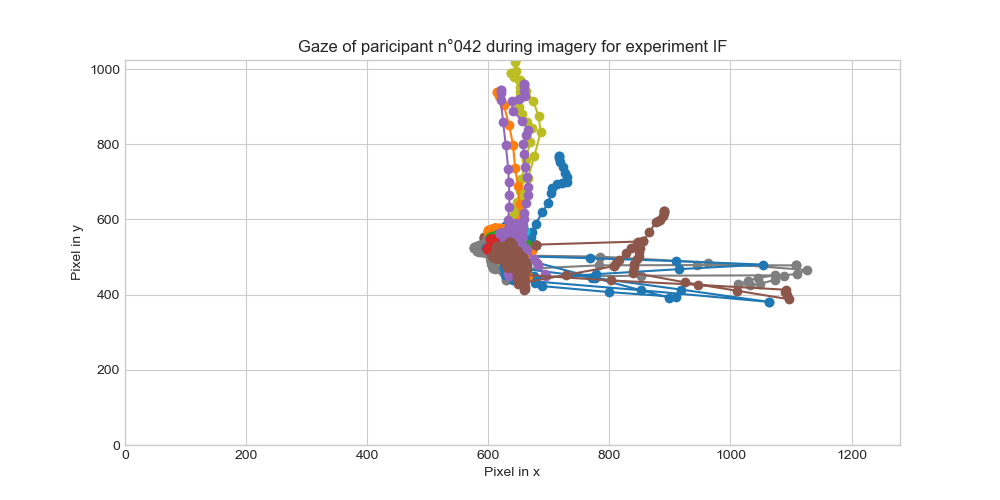 Gaze of paricipant n°042 during imagery for experiment IF
1000
800
600
400
200
0
Pixel in y
0 200 400 600 800 1000 1200
Pixel in x